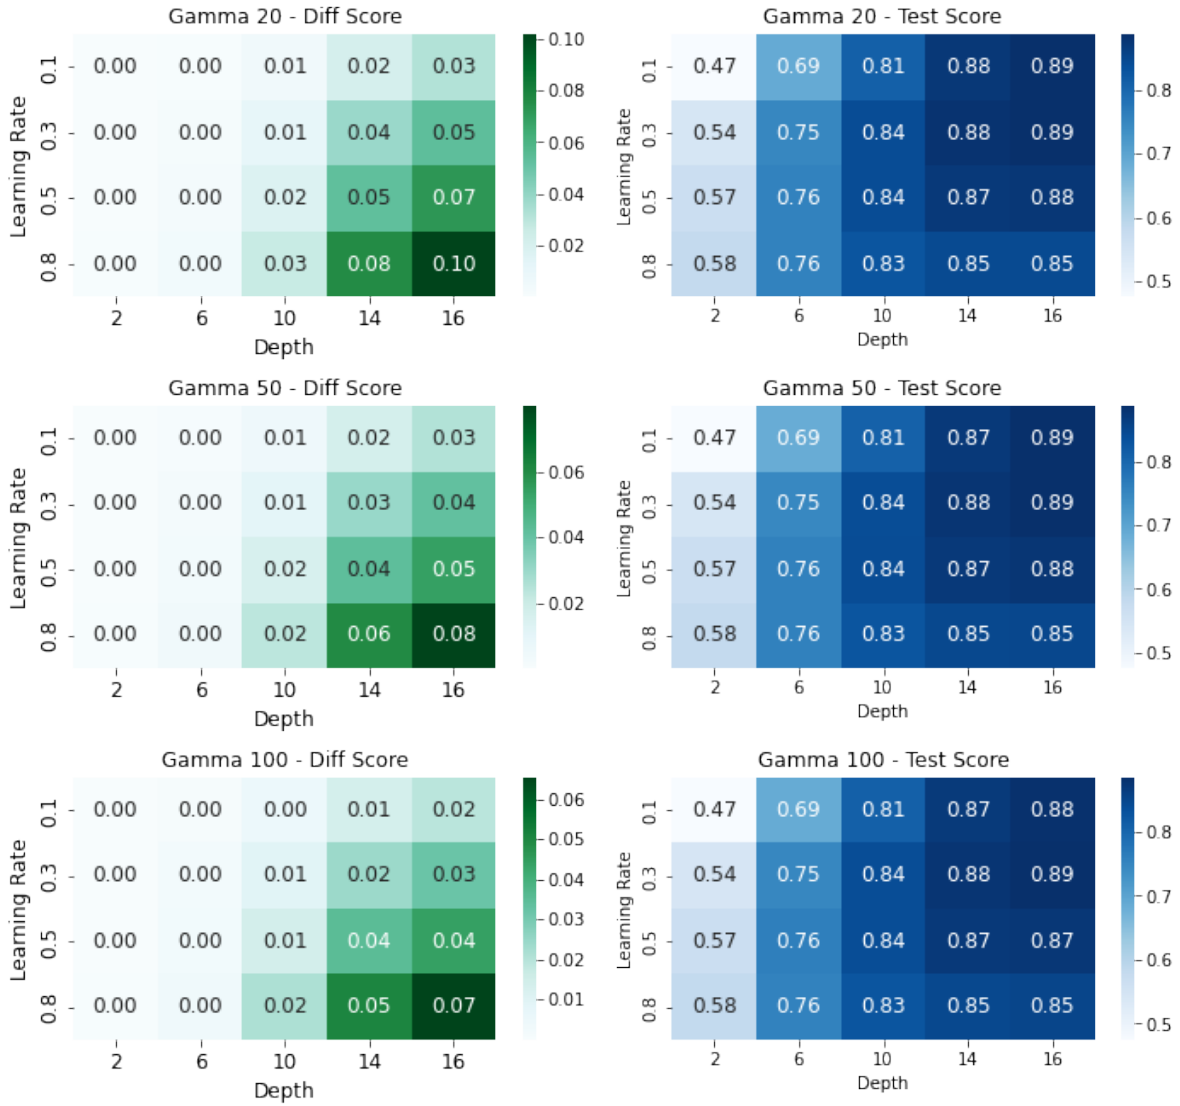 Gamma 20 - Diff Score
Learning Rate
0.1 0.00 0.00 0.01 0.02 0.03
0.3 0.00 0.00 0.01 0.04 0.05
0.5 0.00 0.00 0.02 0.05 0.07
0.8 0.00 0.00 0.03 0.08 0.10
2 6 10 14 16
Depth
0.10
0.08
0.06
0.04
0.02
Gamma 20 - Test Score
Learning Rate
0.1 0.47 0.69 0.81 0.88 0.89
0.3 0.54 0.75 0.84 0.88 0.89
0.5 0.57 0.76 0.84 0.87 0.88
0.8 0.58 0.76 0.83 0.85 0.85
2 6 10 14 16
Depth
0.8
0.7
0.6
0.5
Gamma 50 - Diff Score
Learning Rate
0.1 0.00 0.00 0.01 0.02 0.03
0.3 0.00 0.00 0.01 0.03 0.04
0.5 0.00 0.00 0.02 0.04 0.05
0.8 0.00 0.00 0.02 0.06 0.08
2 6 10 14 16
Depth
0.06
0.04
0.02
Gamma 50 - Test Score
Learning Rate
0.1 0.47 0.69 0.81 0.87 0.89
0.3 0.54 0.75 0.84 0.88 0.89
0.5 0.57 0.76 0.84 0.87 0.88
0.8 0.58 0.76 0.83 0.85 0.85
2 6 10 14 16
Depth
0.8
0.7
0.6
0.5
Gamma 100 - Diff Score
Learning Rate
0.1 0.00 0.00 0.00 0.01 0.02
0.3 0.00 0.00 0.01 0.02 0.03
0.5 0.00 0.00 0.01 0.04 0.04
0.8 0.00 0.00 0.02 0.05 0.07
2 6 10 14 16
Depth
0.06
0.05
0.04
0.03
0.02
0.01
Gamma 100 - Test Score
Learning Rate
0.1 0.47 0.69 0.81 0.87 0.88
0.3 0.54 0.75 0.84 0.88 0.89
0.5 0.57 0.76 0.84 0.87 0.87
0.8 0.58 0.76 0.83 0.85 0.85
2 6 10 14 16
Depth
0.8
0.7
0.6
0.5